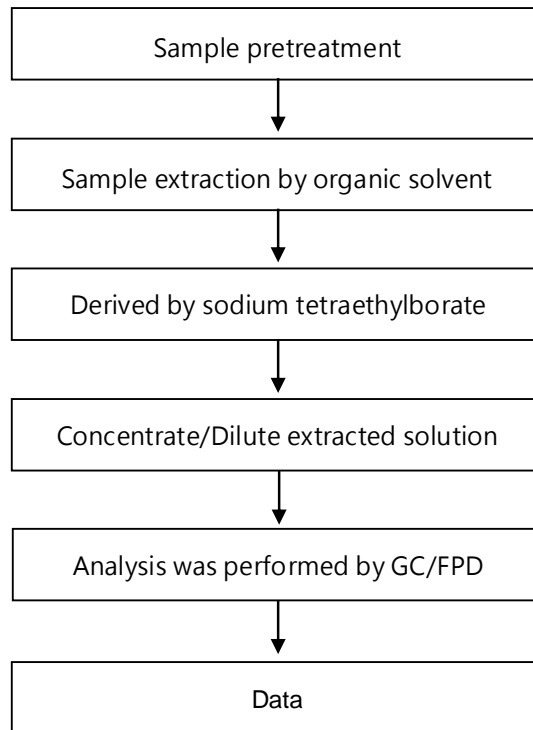 Sample pretreatment
Sample extraction by organic solvent
Derived by sodium tetraethylborate
Concentrate/Dilute extracted solution
Analysis was performed by GC/FPD
Data